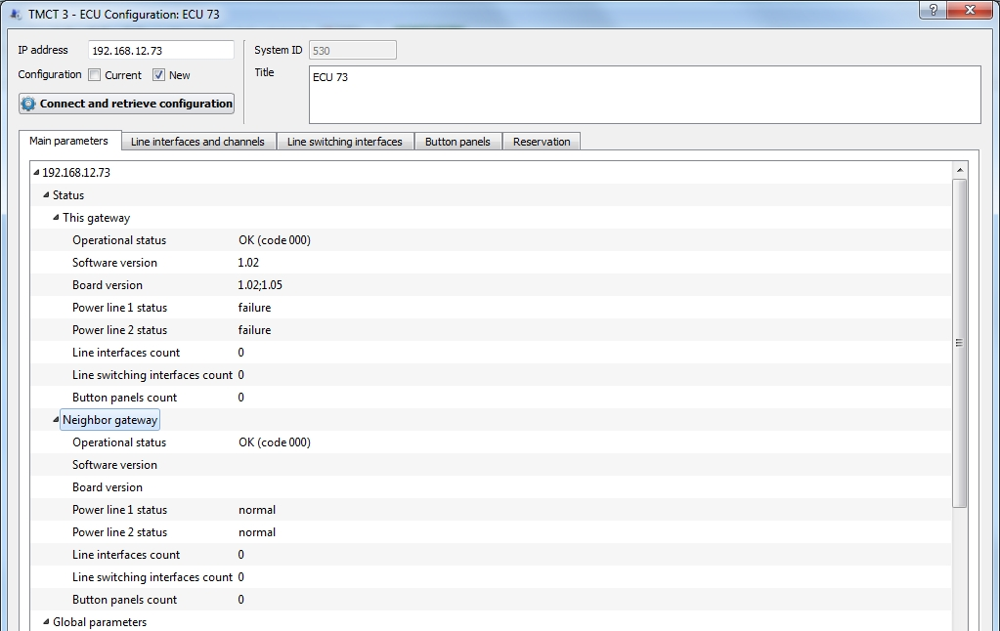 TMCT 3 - ECU Configuration: ECU 73
IP address 192.168.12.73
System ID 530
Configuration Current New
Title ECU 73
Connect and retrieve configuration
Main parameters Line interfaces and channels Line switching interfaces Button panels Reservation
192.168.12.73
Status
This gateway
Operational status OK (code 000)
Software version 1.02
Board version 1.02;1.05
Power line 1 status failure
Power line 2 status failure
Line interfaces count 0
Line switching interfaces count 0
Button panels count 0
Neighbor gateway
Operational status OK (code 000)
Software version
Board version
Power line 1 status normal
Power line 2 status normal
Line interfaces count 0
Line switching interfaces count 0
Button panels count 0
Global parameters